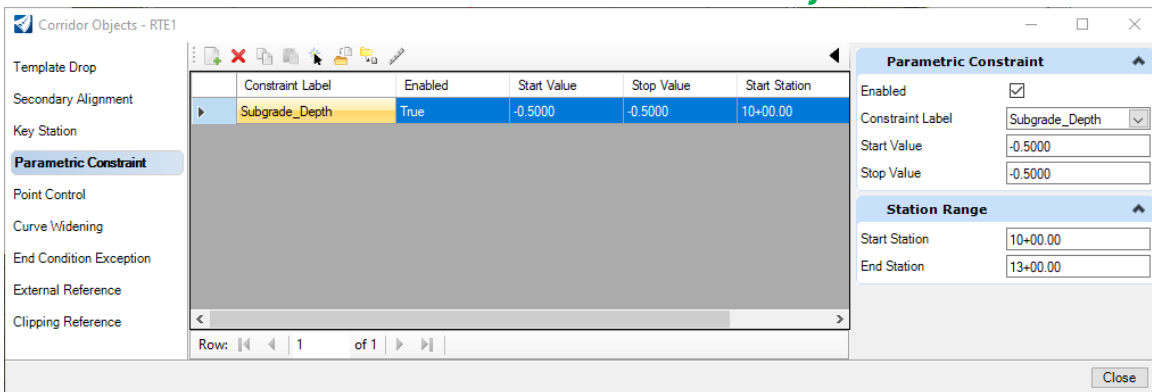 Corridor Objects - RTE1
Template Drop
Secondary Alignment
Key Station
Parametric Constraint
Point Control
Curve Widening
End Condition Exception
External Reference
Clipping Reference
Constraint Label Enabled Start Value Stop Value Start Station
Subgrade_Depth True -0.5000 -0.5000 10+00.00
Row: 1 of 1
Parametric Constraint
Enabled
Constraint Label Subgrade_Depth
Start Value -0.5000
Stop Value -0.5000
Station Range
Start Station 10+00.00
End Station 13+00.00
Close